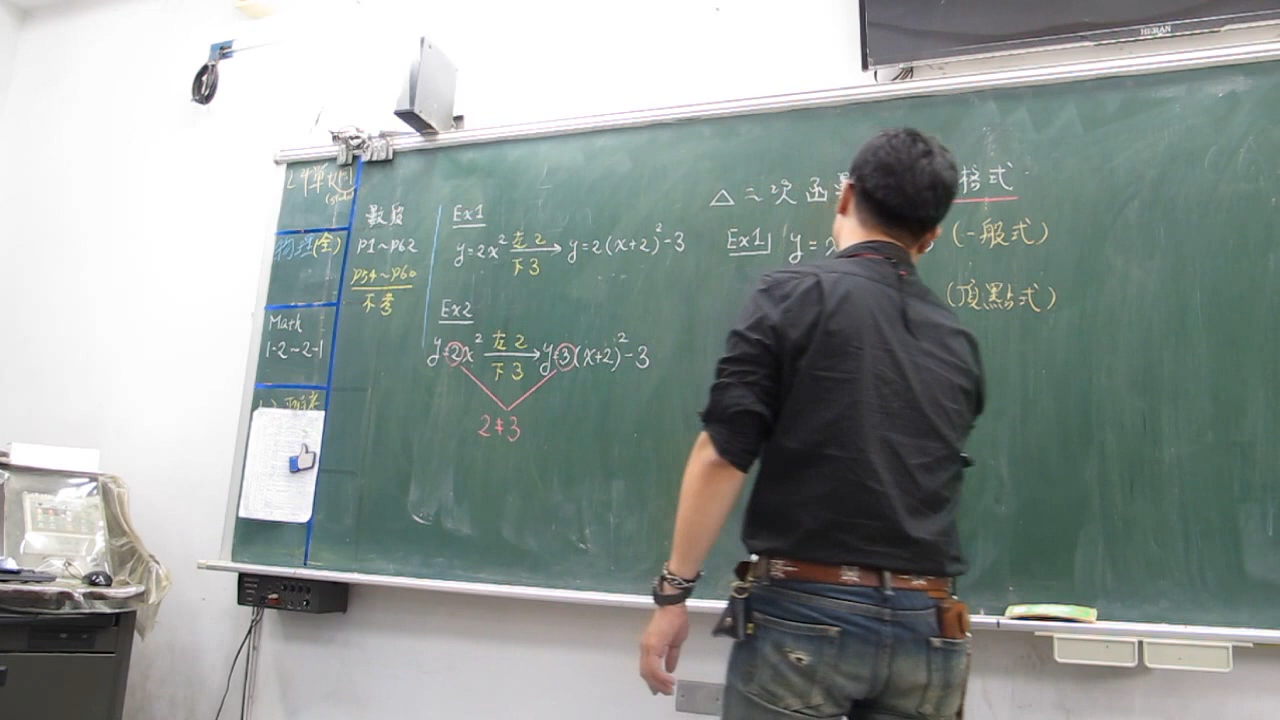 HERAN
物理(全)
Math
1-2~2-1
數段
P1~P62
P54~P60
不考
Ex1
y=2x² 左2 下3 → y=2(x+2)²-3
Ex2
y=2x² 左2 下3 → y=3(x+2)²-3
2≠3
△二次函 格式
Ex1 y= (一般式)
(頂點式)